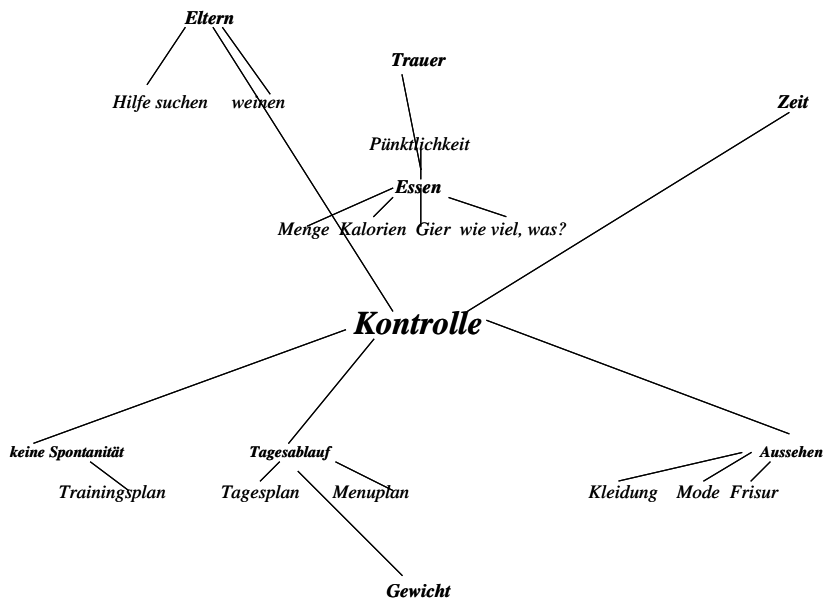 Eltern
Trauer
Hilfe suchen weinen
Zeit
Pünktlichkeit
Essen
Menge Kalorien Gier wie viel, was?
Kontrolle
keine Spontanität
Tagesablauf
Aussehen
Trainingsplan
Tagesplan
Menuplan
Kleidung Mode Frisur
Gewicht